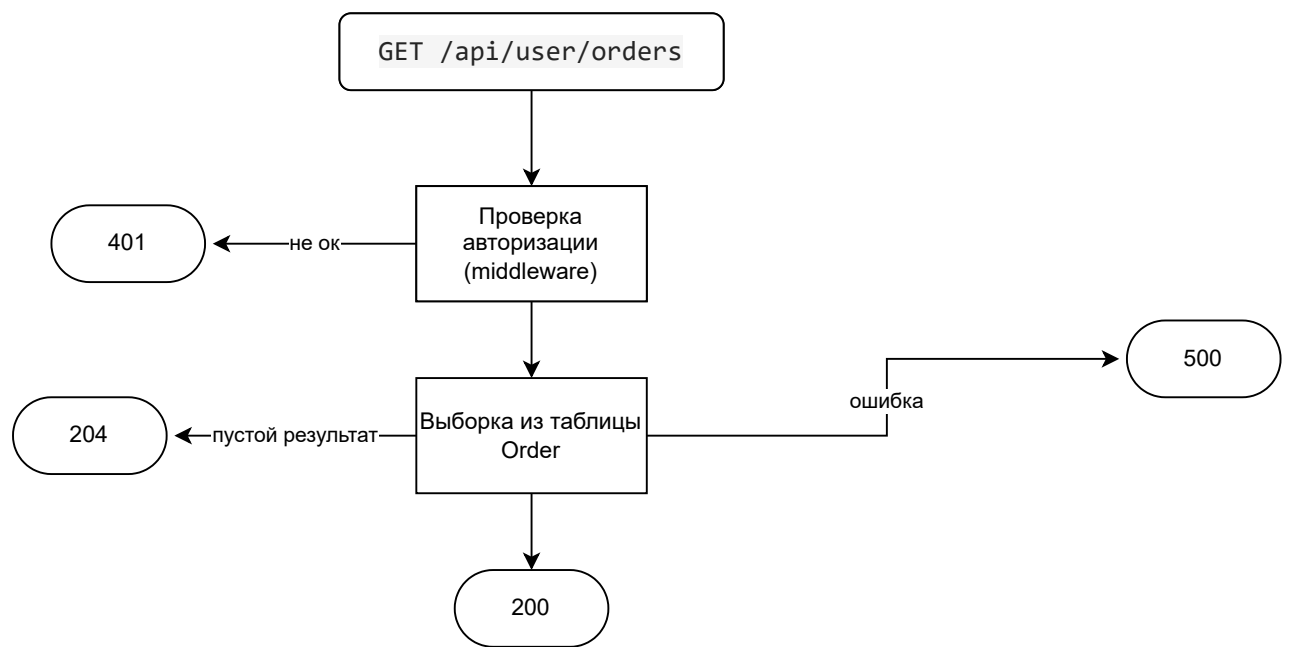 GET /api/user/orders
Проверка
авторизации
(middleware)
401
не ок
500
ошибка
Выборка из таблицы
Order
204
пустой результат
200